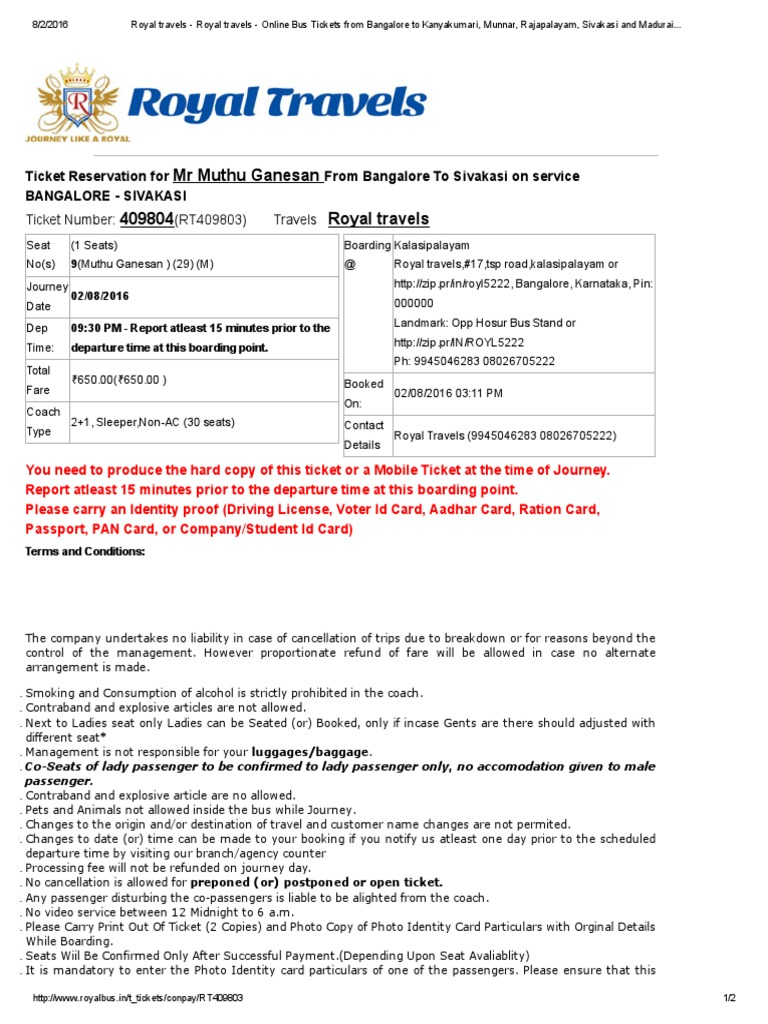 8/2/2016 Royal travels - Royal travels - Online Bus Tickets from Bangalore to Kanyakumari, Munnar, Rajapalayam, Sivakasi and Madurai...
R
JOURNEY LIKE A ROYAL
Royal Travels
Ticket Reservation for Mr Muthu Ganesan From Bangalore To Sivakasi on service
BANGALORE - SIVAKASI
Ticket Number: 409804(RT409803) Travels Royal travels
Seat No(s)
(1 Seats)
9(Muthu Ganesan ) (29) (M)
Journey Date
02/08/2016
Dep Time:
09:30 PM - Report atleast 15 minutes prior to the
departure time at this boarding point.
Total Fare
₹650.00(₹650.00 )
Coach Type
2+1, Sleeper,Non-AC (30 seats)
Boarding @
Kalasipalayam
Royal travels,#17,tsp road,kalasipalayam or
http://zip.pr/in/royl5222, Bangalore, Karnataka, Pin:
000000
Landmark: Opp Hosur Bus Stand or
http://zip.pr/IN/ROYL5222
Ph: 9945046283 08026705222
Booked On:
02/08/2016 03:11 PM
Contact Details
Royal Travels (9945046283 08026705222)
You need to produce the hard copy of this ticket or a Mobile Ticket at the time of Journey.
Report atleast 15 minutes prior to the departure time at this boarding point.
Please carry an Identity proof (Driving License, Voter Id Card, Aadhar Card, Ration Card,
Passport, PAN Card, or Company/Student Id Card)
Terms and Conditions:
The company undertakes no liability in case of cancellation of trips due to breakdown or for reasons beyond the
control of the management. However proportionate refund of fare will be allowed in case no alternate
arrangement is made.
. Smoking and Consumption of alcohol is strictly prohibited in the coach.
. Contraband and explosive articles are not allowed.
. Next to Ladies seat only Ladies can be Seated (or) Booked, only if incase Gents are there should adjusted with
different seat*
. Management is not responsible for your luggages/baggage.
. Co-Seats of lady passenger to be confirmed to lady passenger only, no accomodation given to male
passenger.
. Contraband and explosive article are no allowed.
. Pets and Animals not allowed inside the bus while Journey.
. Changes to the origin and/or destination of travel and customer name changes are not permited.
. Changes to date (or) time can be made to your booking if you notify us atleast one day prior to the scheduled
departure time by visiting our branch/agency counter
. Processing fee will not be refunded on journey day.
. No cancellation is allowed for preponed (or) postponed or open ticket.
. Any passenger disturbing the co-passengers is liable to be alighted from the coach.
. No video service between 12 Midnight to 6 a.m.
. Please Carry Print Out Of Ticket (2 Copies) and Photo Copy of Photo Identity Card Particulars with Orginal Details
While Boarding.
. Seats Wiil Be Confirmed Only After Successful Payment.(Depending Upon Seat Avaliablity)
. It is mandatory to enter the Photo Identity card particulars of one of the passengers. Please ensure that this
http://www.royalbus.in/t_tickets/conpay/RT409803 1/2